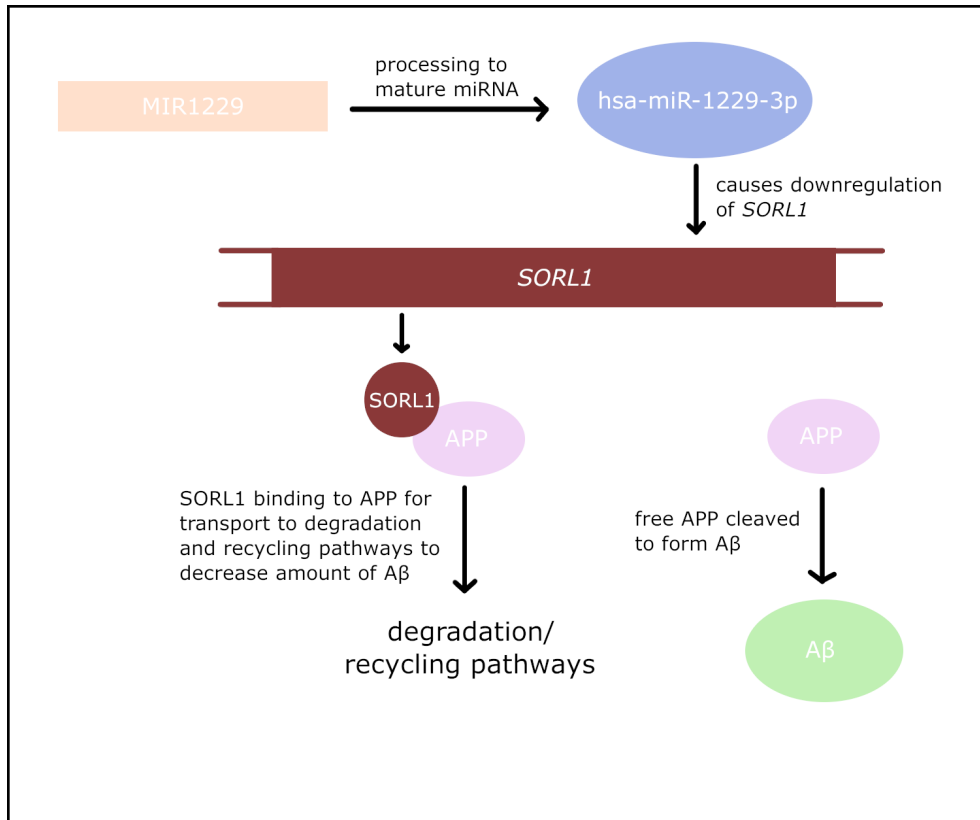 MIR1229
processing to
mature miRNA
hsa-miR-1229-3p
causes downregulation
of SORL1
SORL1
SORL1
APP
APP
SORL1 binding to APP for
transport to degradation
and recycling pathways to
decrease amount of Aβ
free APP cleaved
to form Aβ
degradation/
recycling pathways
Aβ